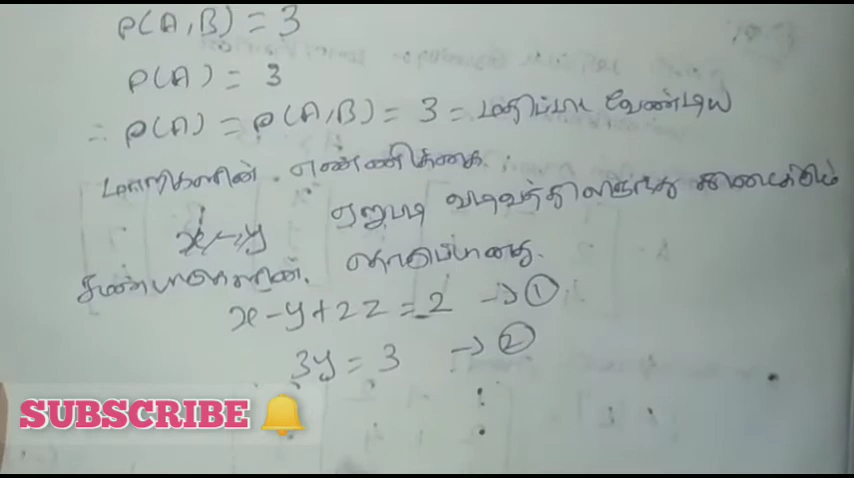 ρ(A,B) = 3
ρ(A) = 3
∴ ρ(A) = ρ(A,B) = 3 = மதிப்பிட வேண்டிய
மாறிகளின் எண்ணிக்கை.
ஏறுபடி வடிவத்திலிருந்து கிடைக்கும்
சமன்பாடுகளின் தொகுப்பானது.
x - y + 2z = 2 → ①
3y = 3 → ②
SUBSCRIBE